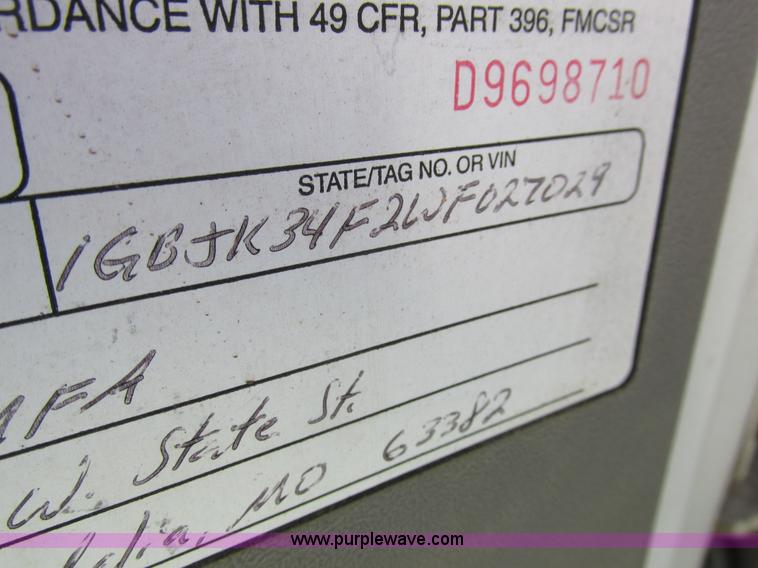 RDANCE WITH 49 CFR, PART 396, FMCSR
D9698710
STATE/TAG NO. OR VIN
1GBJK34F2WF027029
MFA
W. State St.
MO 63382
www.purplewave.com